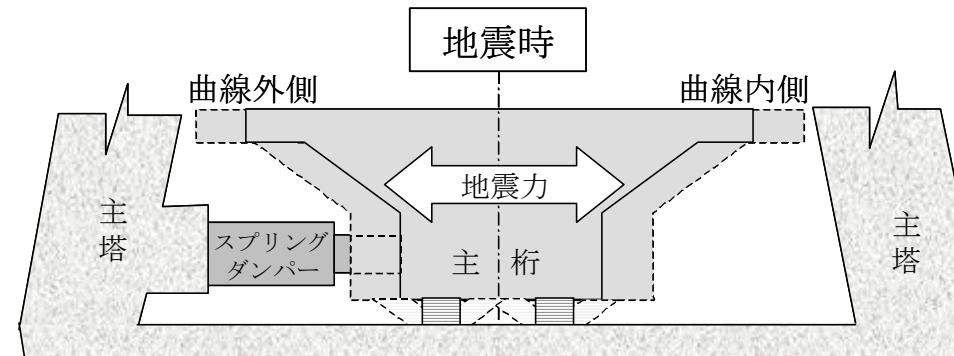 地震時
曲線外側
曲線内側
地震力
主塔
主塔
スプリング
ダンパー
主桁